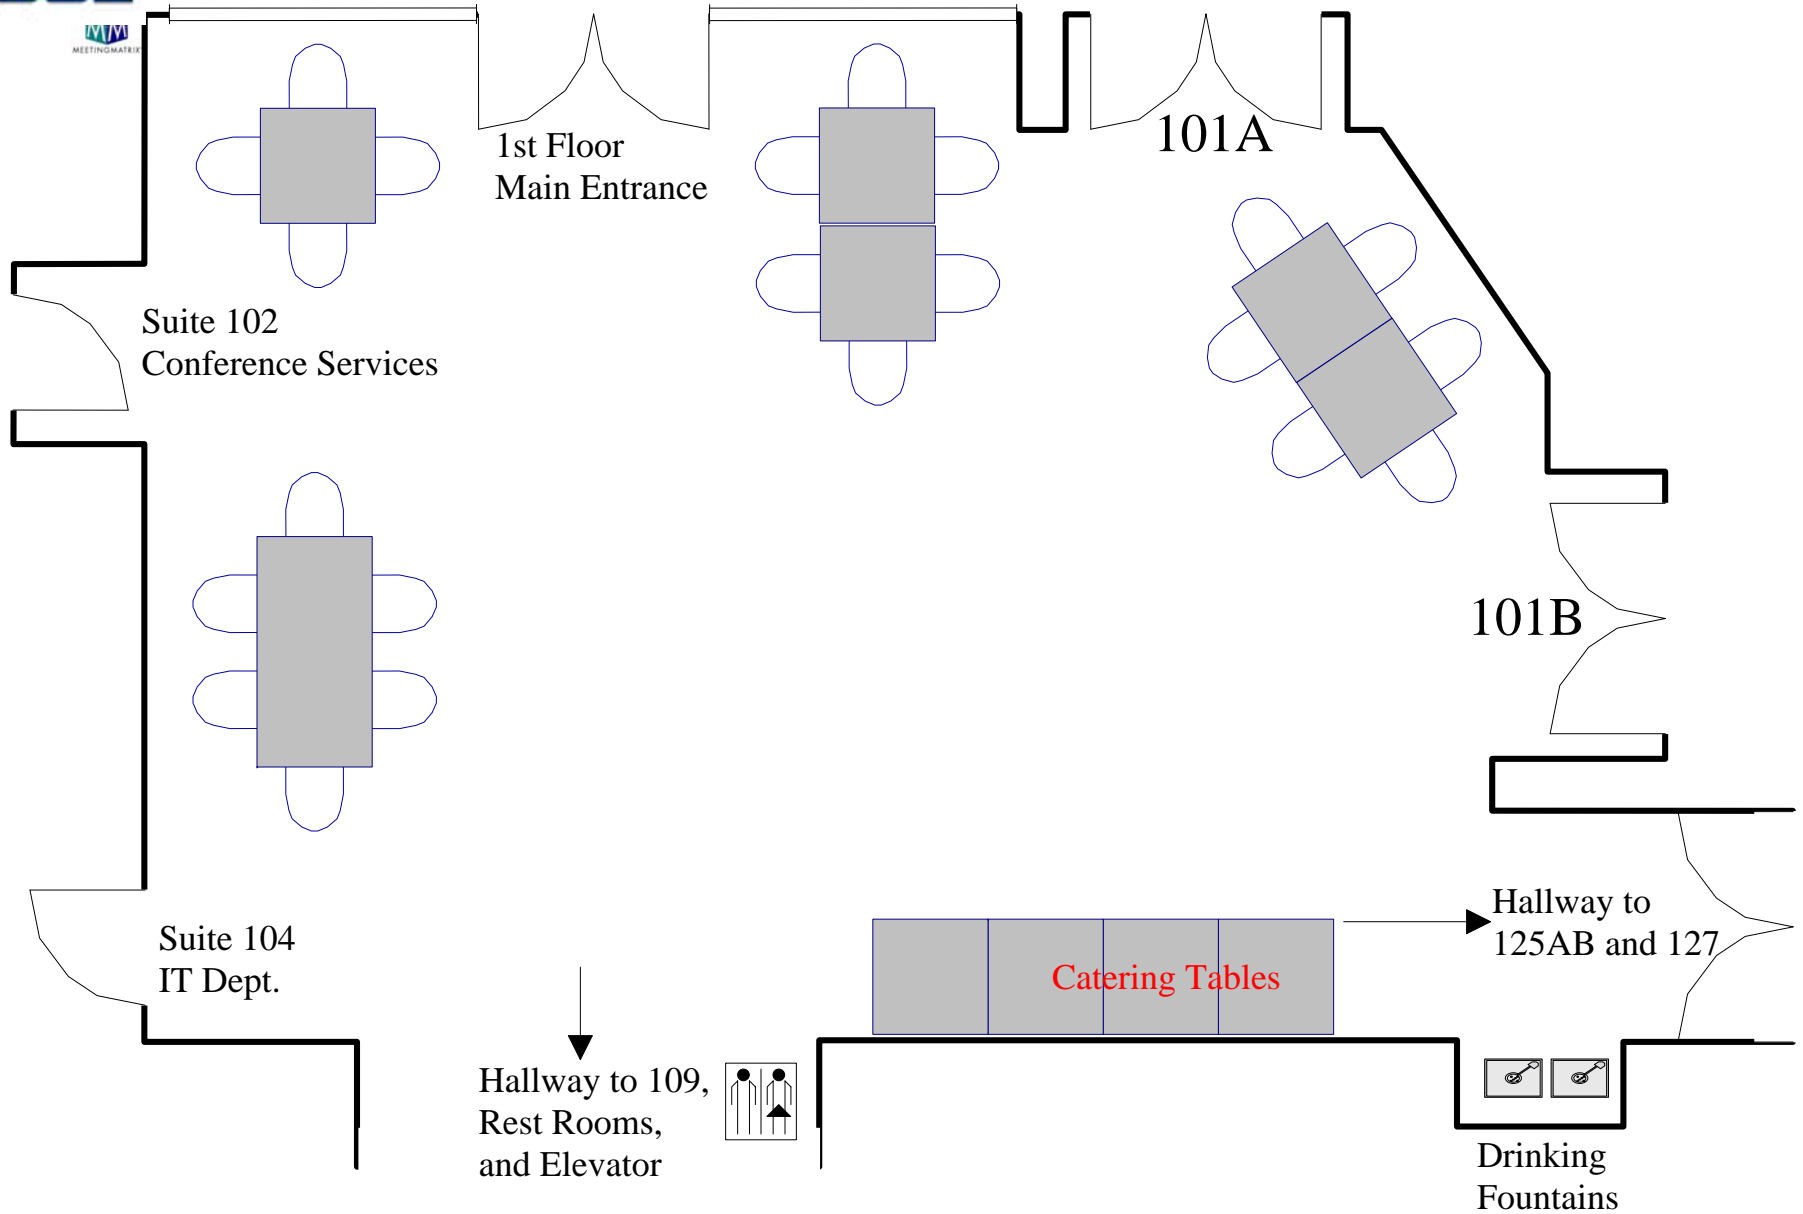 MEETINGMATRIX
1st Floor
Main Entrance
101A
Suite 102
Conference Services
101B
Suite 104
IT Dept.
Catering Tables
Hallway to
125AB and 127
Hallway to 109,
Rest Rooms,
and Elevator
Drinking
Fountains